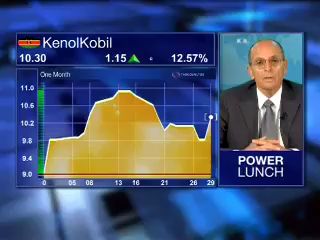 KenolKobil
10.30 1.15 12.57%
One Month
11.0
10.6
10.2
9.8
9.4
9.0
0 05 08 13 16 21 26 29
POWER
LUNCH